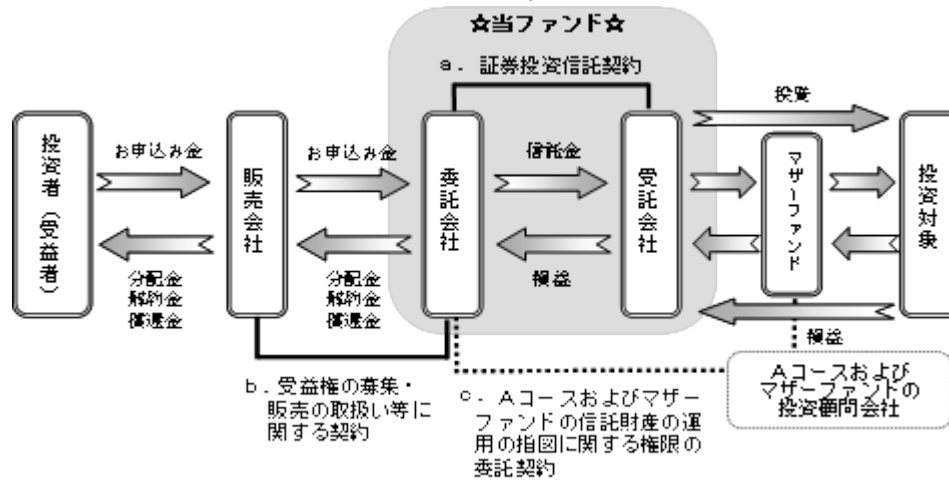 ☆当ファンド☆
a．証券投資信託契約
投資者（受益者）
お申込み金
分配金
解約金
償還金
販売会社
お申込み金
分配金
解約金
償還金
委託会社
信託金
損益
受託会社
投資
マザーファンド
損益
投資対象
b．受益権の募集・
販売の取扱い等に
関する契約
c．Aコースおよびマザー
ファンドの信託財産の運
用の指図に関する権限の
委託契約
Aコースおよび
マザーファンドの
投資顧問会社